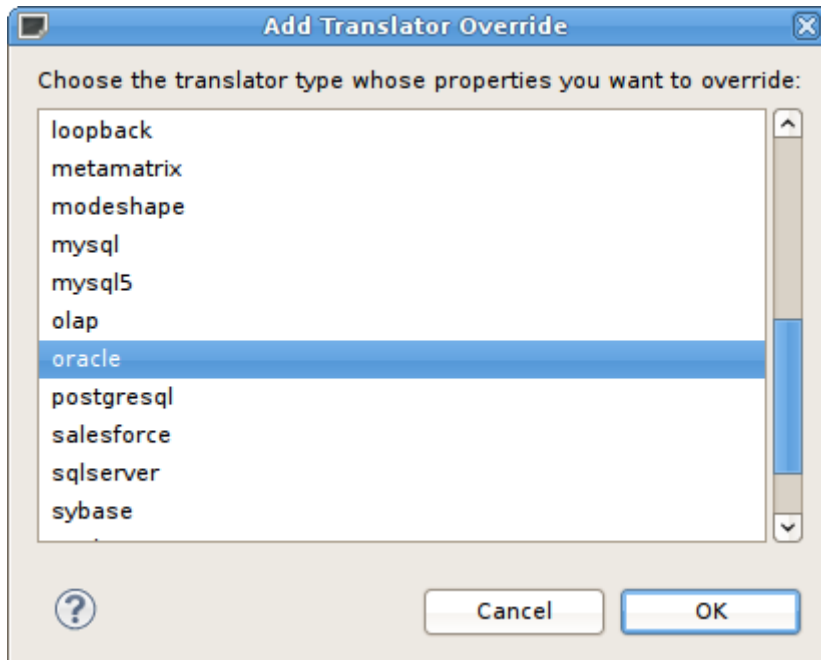 Add Translator Override
Choose the translator type whose properties you want to override:
loopback
metamatrix
modeshape
mysql
mysql5
olap
oracle
postgresql
salesforce
sqlserver
sybase
?
Cancel
OK